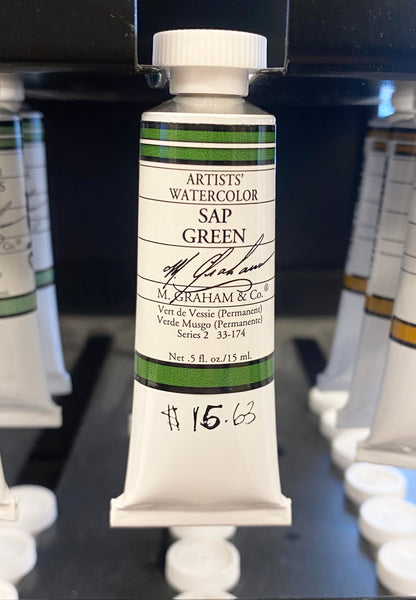 ARTISTS'
WATERCOLOR
SAP
GREEN
M. Graham
M. GRAHAM & Co.®
Vert de Vessie (Permanent)
Verde Musgo (Permanente)
Series 2 33-174
Net .5 fl. oz./15 ml.
$ 15.63